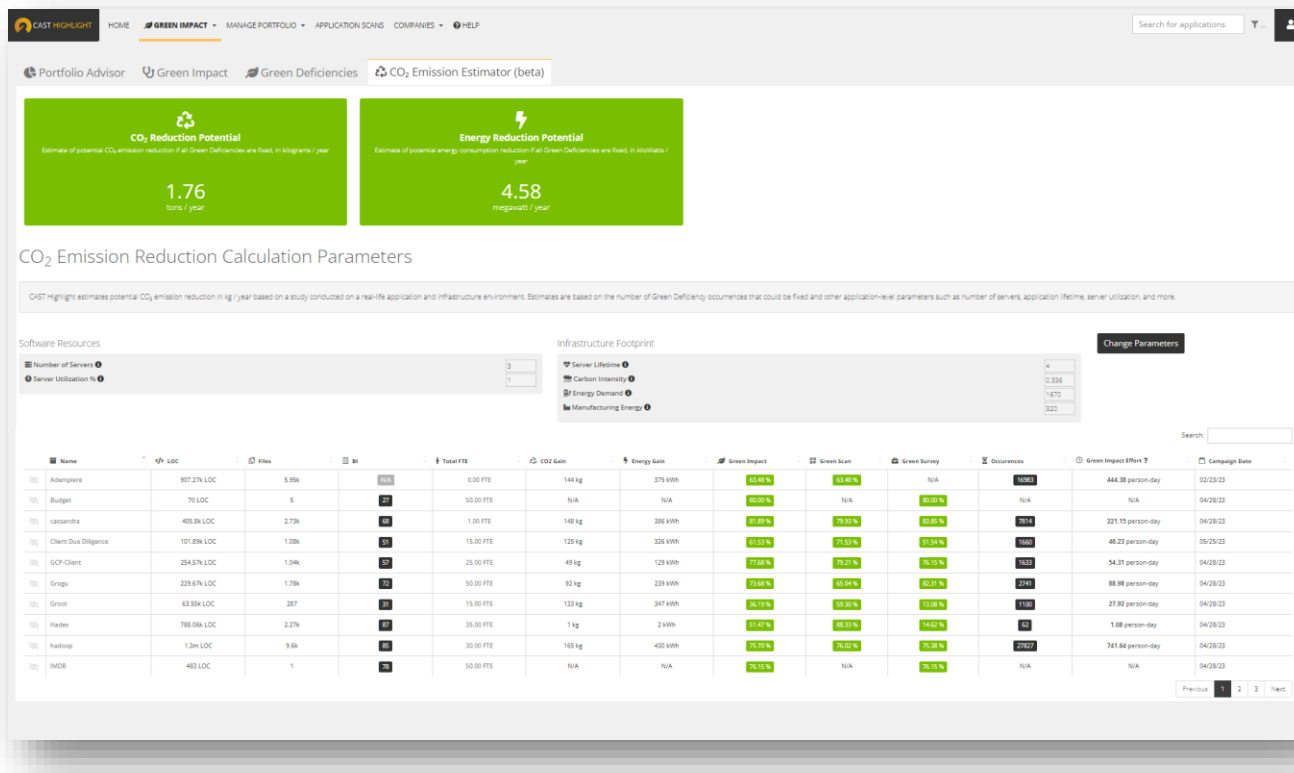 CAST HIGHLIGHT HOME GREEN IMPACT MANAGE PORTFOLIO APPLICATION SCANS COMPANIES HELP Search for applications
Portfolio Advisor Green Impact Green Deficiencies CO₂ Emission Estimator (beta)
CO₂ Reduction Potential
Estimate of potential CO₂ emission reduction if all Green Deficiencies are fixed, in kilograms / year
1.76
tons / year
Energy Reduction Potential
Estimate of potential energy consumption reduction if all Green Deficiencies are fixed, in kiloWatts /
year
4.58
megawatt / year
CO₂ Emission Reduction Calculation Parameters
CAST Highlight estimates potential CO₂ emission reduction in kg / year based on a study conducted on a real-life application and infrastructure environment. Estimates are based on the number of Green Deficiency occurrences that could be fixed and other application-level parameters such as number of servers, application lifetime, server utilization, and more.
Software Resources
Number of Servers 3
Server Utilization % 1
Infrastructure Footprint
Server Lifetime 4
Carbon Intensity 0.336
Energy Demand 1670
Manufacturing Energy 320
Change Parameters
Search:
Name LOC Files BI Total FTE CO2 Gain Energy Gain Green Impact Green Scan Green Survey Occurences Green Impact Effort ? Campaign Date
Adempiere 907.27k LOC 5.95k N/A 0.00 FTE 144 kg 375 kWh 63.48 % 63.48 % N/A 16983 444.38 person-day 02/23/23
Budget 70 LOC 5 27 50.00 FTE N/A N/A 80.00 % N/A 80.00 % N/A N/A 04/28/23
cassandra 405.8k LOC 2.73k 68 1.00 FTE 148 kg 386 kWh 81.89 % 79.93 % 83.85 % 7814 221.15 person-day 04/28/23
Client Due Diligence 101.89k LOC 1.08k 51 15.00 FTE 125 kg 326 kWh 61.53 % 71.53 % 51.54 % 1660 46.23 person-day 05/25/23
GCP-Client 254.57k LOC 1.04k 57 25.00 FTE 49 kg 129 kWh 77.68 % 79.21 % 76.15 % 1633 54.31 person-day 04/28/23
Grogu 229.67k LOC 1.78k 72 50.00 FTE 92 kg 239 kWh 73.68 % 65.04 % 82.31 % 2741 88.98 person-day 04/28/23
Groot 63.55k LOC 287 31 15.00 FTE 133 kg 347 kWh 36.19 % 59.30 % 13.08 % 1100 27.92 person-day 04/28/23
Hades 788.06k LOC 2.27k 87 35.00 FTE 1 kg 2 kWh 51.47 % 88.33 % 14.62 % 62 1.08 person-day 04/28/23
hadoop 1.3m LOC 9.6k 85 30.00 FTE 165 kg 430 kWh 75.70 % 76.02 % 75.38 % 27827 741.64 person-day 04/28/23
IMDB 483 LOC 1 78 50.00 FTE N/A N/A 76.15 % N/A 76.15 % N/A N/A 04/28/23
Previous 1 2 3 Next